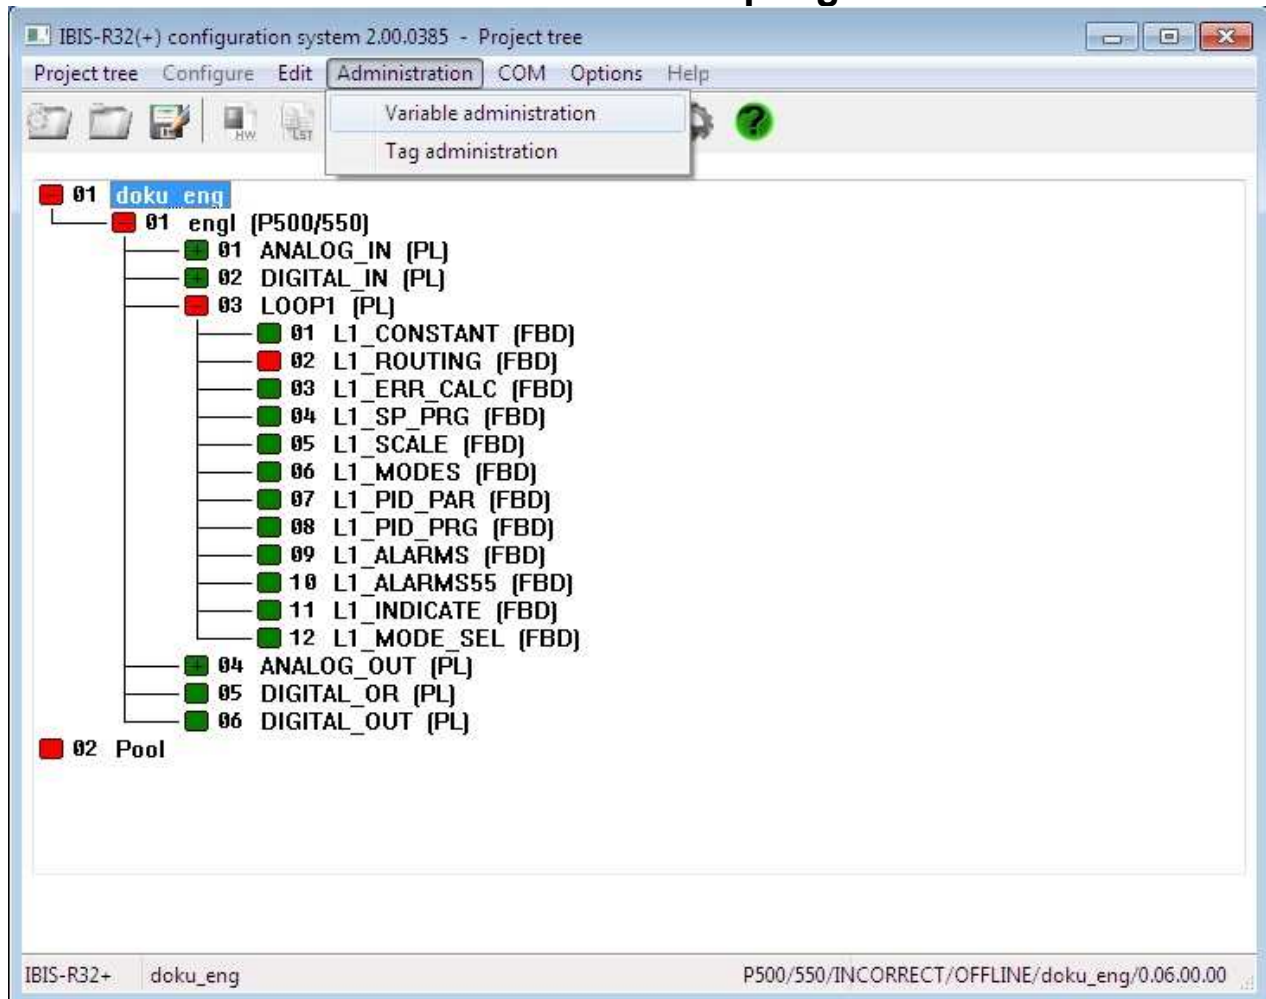 IBIS-R32(+) configuration system 2.00.0385 - Project tree
Project tree Configure Edit Administration COM Options Help
Variable administration
Tag administration
HW
LST
01 doku_eng
01 engl (P500/550)
01 ANALOG_IN (PL)
02 DIGITAL_IN (PL)
03 LOOP1 (PL)
01 L1_CONSTANT (FBD)
02 L1_ROUTING (FBD)
03 L1_ERR_CALC (FBD)
04 L1_SP_PRG (FBD)
05 L1_SCALE (FBD)
06 L1_MODES (FBD)
07 L1_PID_PAR (FBD)
08 L1_PID_PRG (FBD)
09 L1_ALARMS (FBD)
10 L1_ALARMS55 (FBD)
11 L1_INDICATE (FBD)
12 L1_MODE_SEL (FBD)
04 ANALOG_OUT (PL)
05 DIGITAL_OR (PL)
06 DIGITAL_OUT (PL)
02 Pool
IBIS-R32+ doku_eng P500/550/INCORRECT/OFFLINE/doku_eng/0.06.00.00